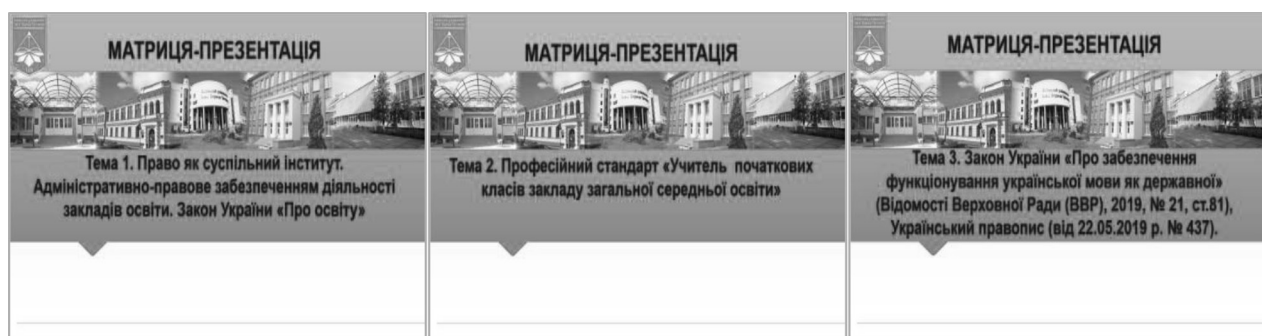 МАТРИЦЯ-ПРЕЗЕНТАЦІЯ
Тема 1. Право як суспільний інститут.
Адміністративно-правове забезпеченням діяльності
закладів освіти. Закон України «Про освіту»
МАТРИЦЯ-ПРЕЗЕНТАЦІЯ
Тема 2. Професійний стандарт «Учитель початкових
класів закладу загальної середньої освіти»
МАТРИЦЯ-ПРЕЗЕНТАЦІЯ
Тема 3. Закон України «Про забезпечення
функціонування української мови як державної»
(Відомості Верховної Ради (ВВР), 2019, № 21, ст.81),
Український правопис (від 22.05.2019 р. № 437).